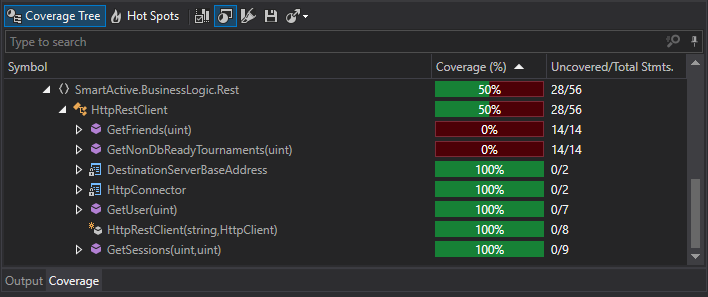 Coverage Tree Hot Spots
Type to search
Symbol Coverage (%) Uncovered/Total Stmts.
SmartActive.BusinessLogic.Rest 50% 28/56
HttpRestClient 50% 28/56
GetFriends(uint) 0% 14/14
GetNonDbReadyTournaments(uint) 0% 14/14
DestinationServerBaseAddress 100% 0/2
HttpConnector 100% 0/2
GetUser(uint) 100% 0/7
HttpRestClient(string,HttpClient) 100% 0/8
GetSessions(uint,uint) 100% 0/9
Output Coverage